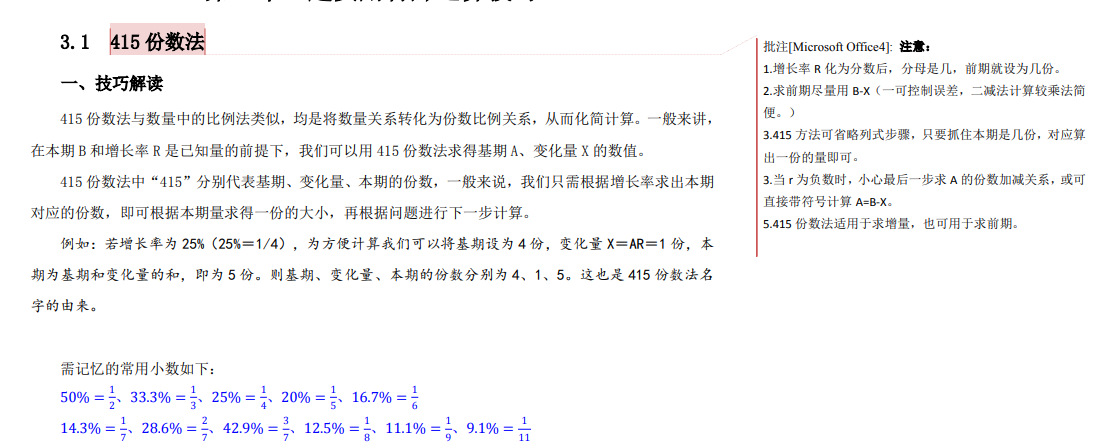 3.1 415 份数法
一、技巧解读
415 份数法与数量中的比例法类似，均是将数量关系转化为份数比例关系，从而化简计算。一般来讲，
在本期 B 和增长率 R 是已知量的前提下，我们可以用 415 份数法求得基期 A、变化量 X 的数值。
415 份数法中“415”分别代表基期、变化量、本期的份数，一般来说，我们只需根据增长率求出本期
对应的份数，即可根据本期量求得一份的大小，再根据问题进行下一步计算。
例如：若增长率为 25%（25%＝1/4），为方便计算我们可以将基期设为 4 份，变化量 X＝AR＝1 份，本
期为基期和变化量的和，即为 5 份。则基期、变化量、本期的份数分别为 4、1、5。这也是 415 份数法名
字的由来。
需记忆的常用小数如下：
50% = 1/2、33.3% = 1/3、25% = 1/4、20% = 1/5、16.7% = 1/6
14.3% = 1/7、28.6% = 2/7、42.9% = 3/7、12.5% = 1/8、11.1% = 1/9、9.1% = 1/11
批注[Microsoft Office4]: 注意：
1.增长率 R 化为分数后，分母是几，前期就设为几份。
2.求前期尽量用 B-X（一可控制误差，二减法计算较乘法简
便。）
3.415 方法可省略列式步骤，只要抓住本期是几份，对应算
出一份的量即可。
3.当 r 为负数时，小心最后一步求 A 的份数加减关系，或可
直接带符号计算 A=B-X。
5.415 份数法适用于求增量，也可用于求前期。